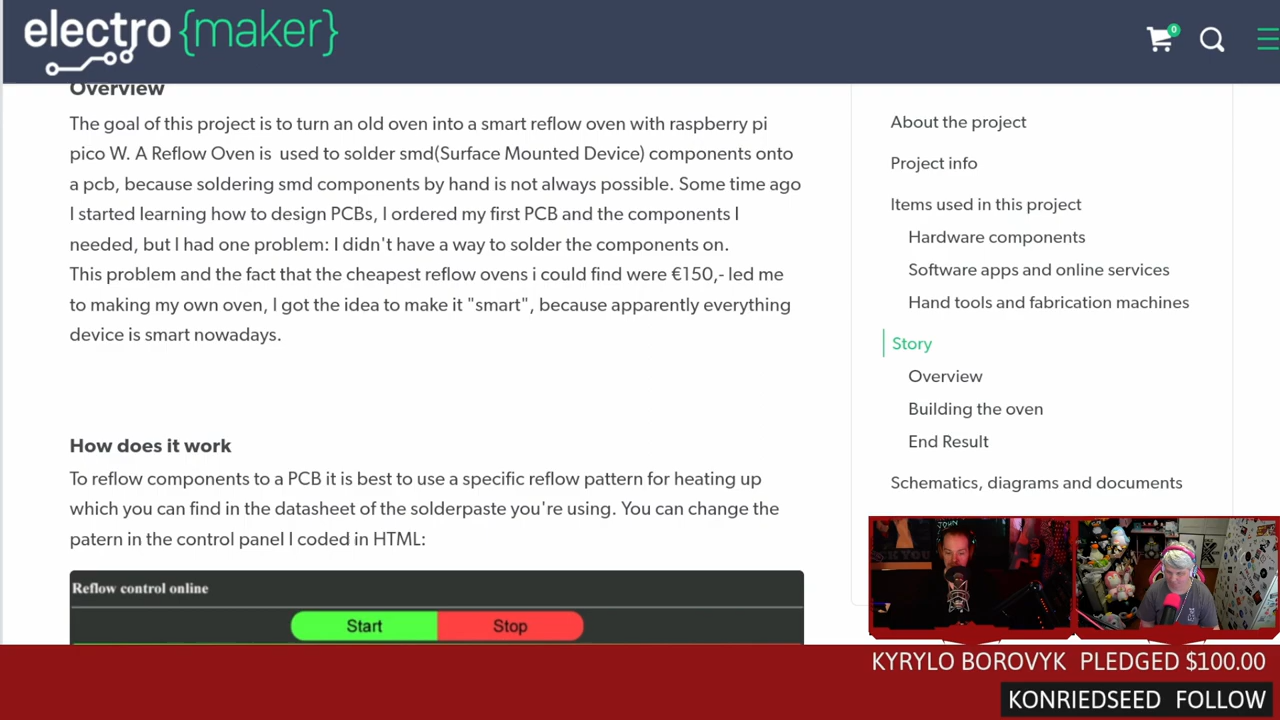 electro {maker}
0
Overview
The goal of this project is to turn an old oven into a smart reflow oven with raspberry pi
pico W. A Reflow Oven is used to solder smd(Surface Mounted Device) components onto
a pcb, because soldering smd components by hand is not always possible. Some time ago
I started learning how to design PCBs, I ordered my first PCB and the components I
needed, but I had one problem: I didn't have a way to solder the components on.
This problem and the fact that the cheapest reflow ovens i could find were €150,- led me
to making my own oven, I got the idea to make it "smart", because apparently everything
device is smart nowadays.
How does it work
To reflow components to a PCB it is best to use a specific reflow pattern for heating up
which you can find in the datasheet of the solderpaste you're using. You can change the
patern in the control panel I coded in HTML:
Reflow control online
Start
Stop
About the project
Project info
Items used in this project
Hardware components
Software apps and online services
Hand tools and fabrication machines
Story
Overview
Building the oven
End Result
Schematics, diagrams and documents
KYRYLO BOROVYK PLEDGED $100.00
KONRIEDSEED FOLLOW